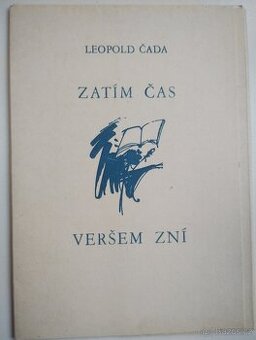 LEOPOLD ČADA
ZATÍM ČAS
VERŠEM ZNÍ